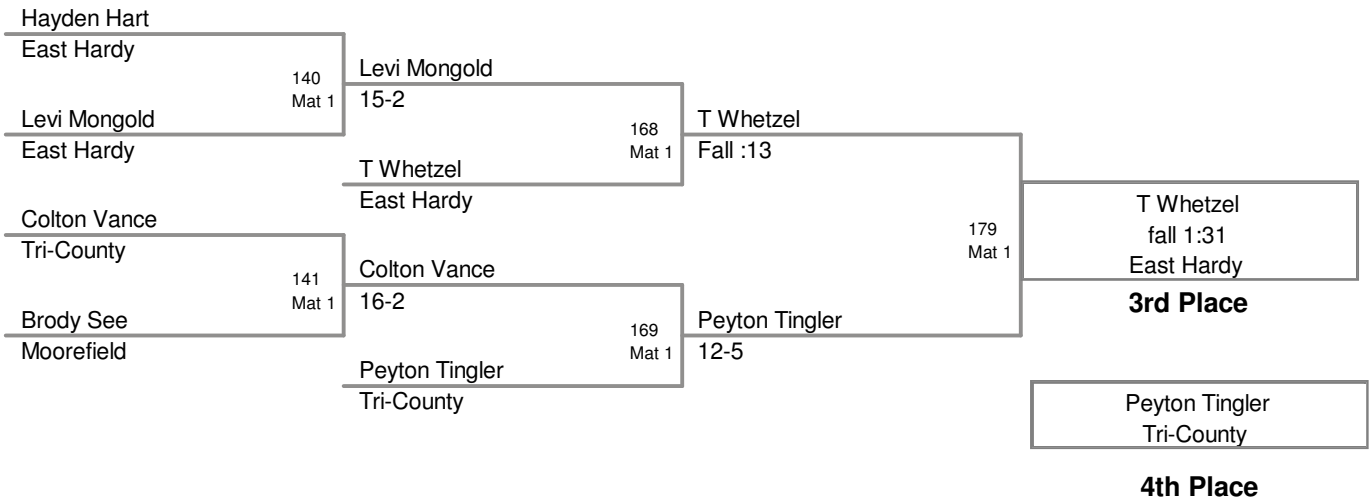 Hayden Hart
East Hardy
140
Mat 1
Levi Mongold
15-2
Levi Mongold
East Hardy
168
Mat 1
T Whetzel
Fall :13
T Whetzel
East Hardy
Colton Vance
Tri-County
179
Mat 1
T Whetzel
fall 1:31
East Hardy
3rd Place
141
Mat 1
Colton Vance
16-2
Brody See
Moorefield
169
Mat 1
Peyton Tingler
12-5
Peyton Tingler
Tri-County
Peyton Tingler
Tri-County
4th Place